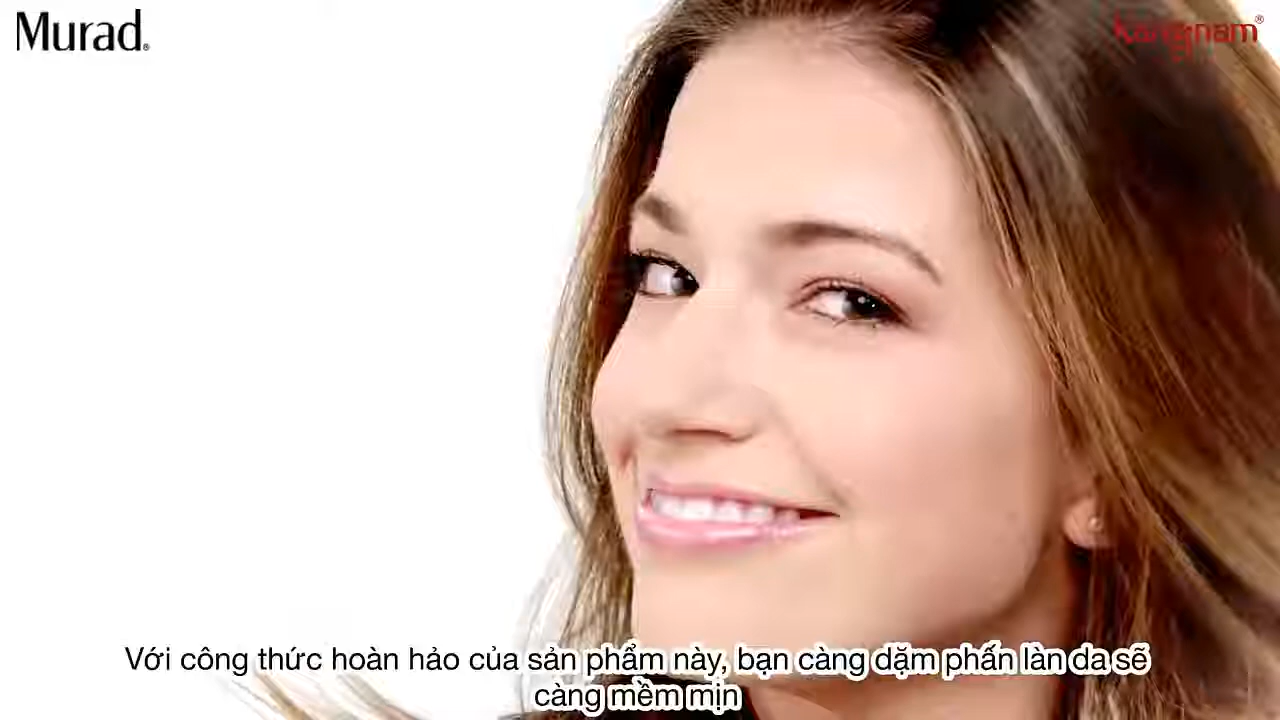 Murad®
kangnam®
Với công thức hoàn hảo của sản phẩm này, bạn càng dặm phấn làn da sẽ
càng mềm mịn